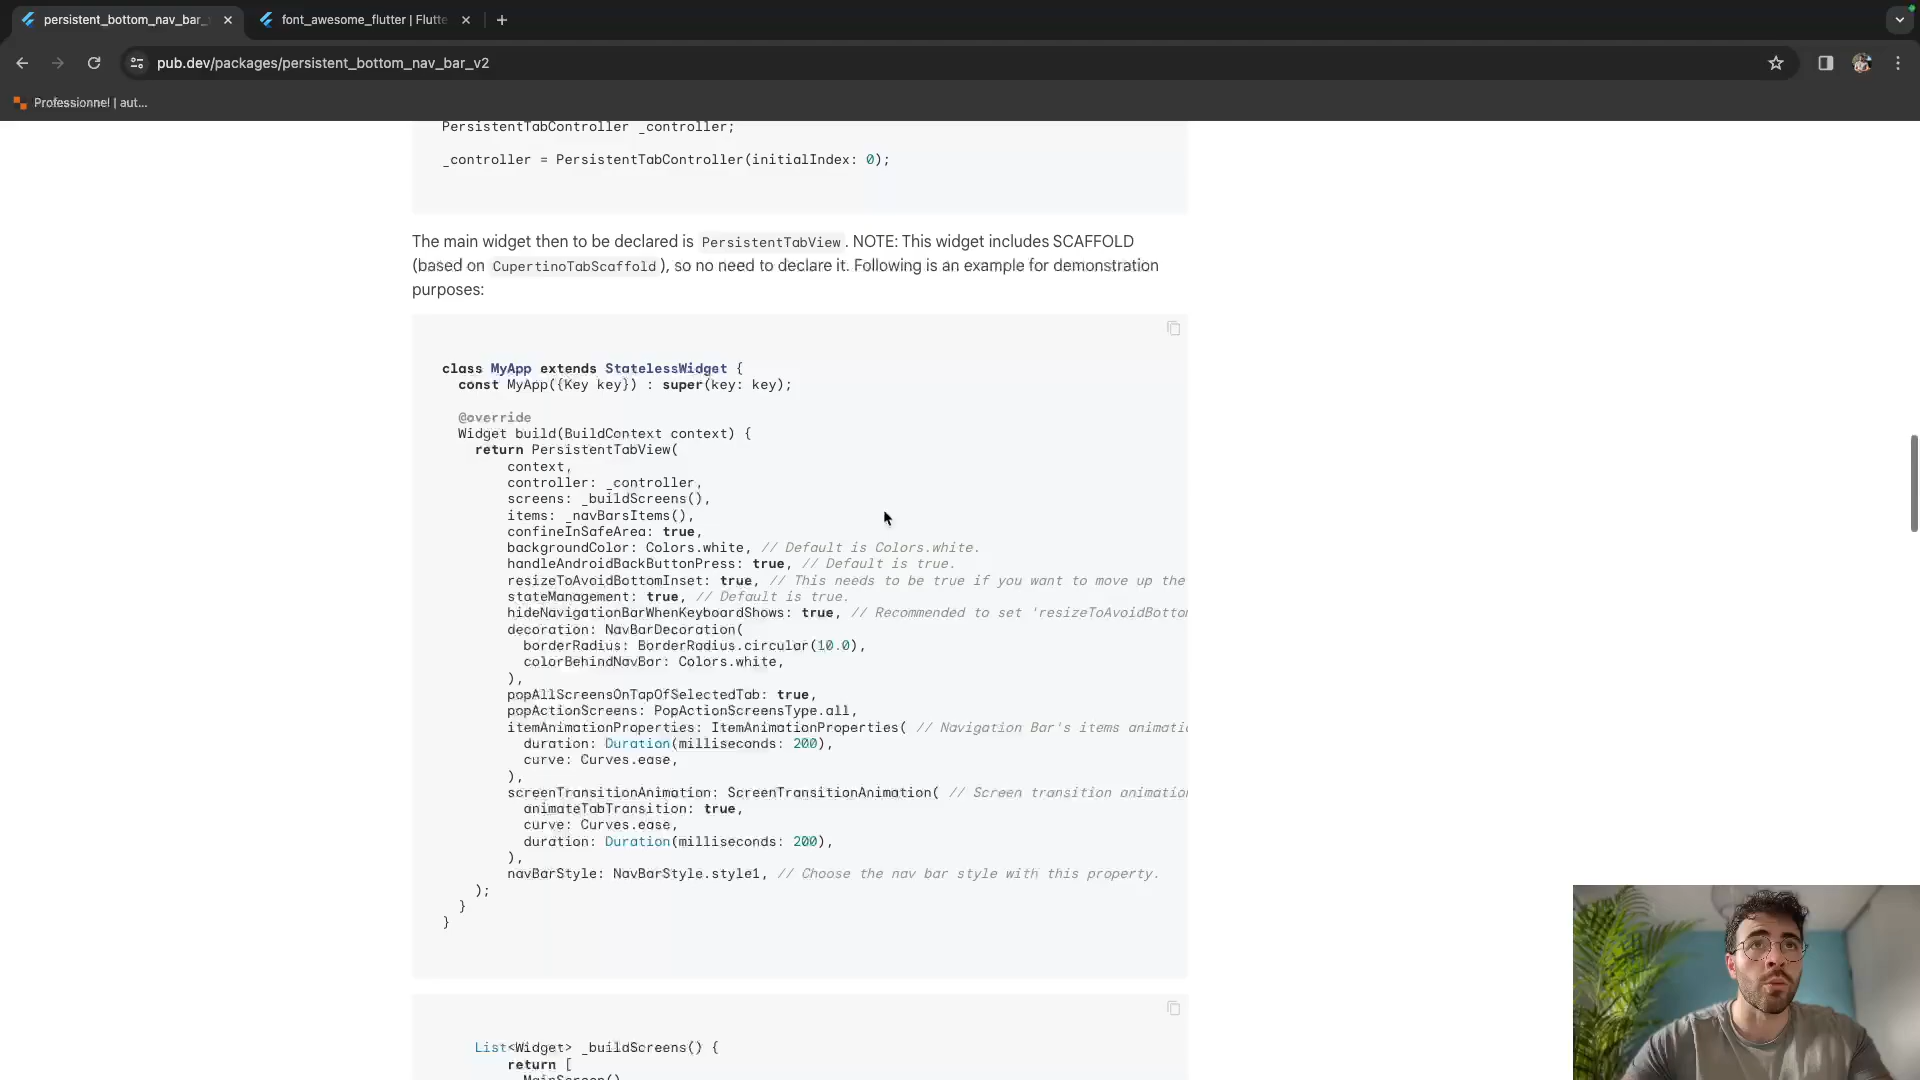 persistent_bottom_nav_bar_
font_awesome_flutter | Flutte
pub.dev/packages/persistent_bottom_nav_bar_v2
Professionnel | aut...
PersistentTabController _controller;
_controller = PersistentTabController(initialIndex: 0);
The main widget then to be declared is PersistentTabView. NOTE: This widget includes SCAFFOLD
(based on CupertinoTabScaffold), so no need to declare it. Following is an example for demonstration
purposes:
class MyApp extends StatelessWidget {
const MyApp({Key key}) : super(key: key);
@override
Widget build(BuildContext context) {
return PersistentTabView(
context,
controller: _controller,
screens: _buildScreens(),
items: _navBarsItems(),
confineInSafeArea: true,
backgroundColor: Colors.white, // Default is Colors.white.
handleAndroidBackButtonPress: true, // Default is true.
resizeToAvoidBottomInset: true, // This needs to be true if you want to move up the
stateManagement: true, // Default is true.
hideNavigationBarWhenKeyboardShows: true, // Recommended to set 'resizeToAvoidBottom
decoration: NavBarDecoration(
borderRadius: BorderRadius.circular(10.0),
colorBehindNavBar: Colors.white,
),
popAllScreensOnTapOfSelectedTab: true,
popActionScreens: PopActionScreensType.all,
itemAnimationProperties: ItemAnimationProperties( // Navigation Bar's items animatio
duration: Duration(milliseconds: 200),
curve: Curves.ease,
),
screenTransitionAnimation: ScreenTransitionAnimation( // Screen transition animation
animateTabTransition: true,
curve: Curves.ease,
duration: Duration(milliseconds: 200),
),
navBarStyle: NavBarStyle.style1, // Choose the nav bar style with this property.
);
}
}
List<Widget> _buildScreens() {
return [
MainScreen()